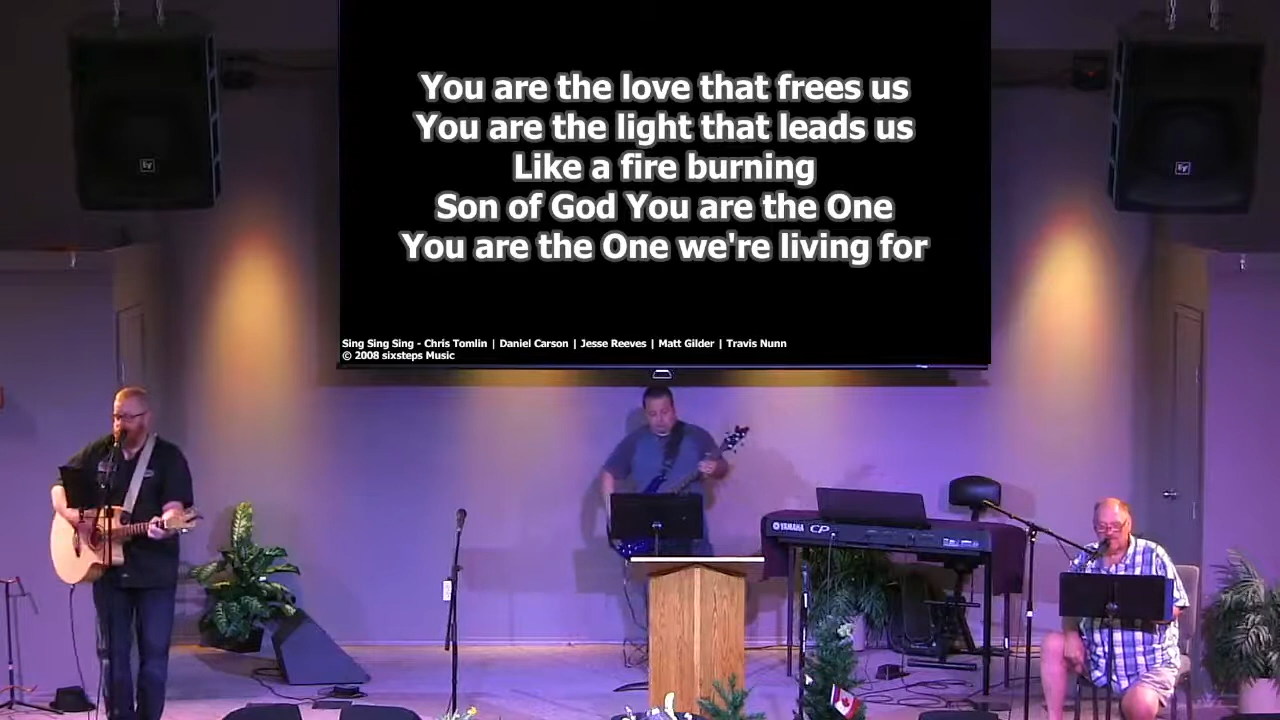 You are the love that frees us
You are the light that leads us
Like a fire burning
Son of God You are the One
You are the One we're living for
Sing Sing Sing - Chris Tomlin | Daniel Carson | Jesse Reeves | Matt Gilder | Travis Nunn
© 2008 sixsteps Music
EV
EV
YAMAHA CP